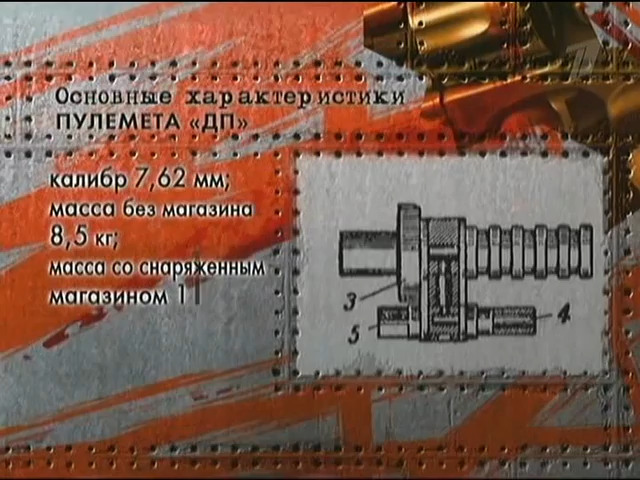 Основные характеристики
ПУЛЕМЕТА «ДП»
калибр 7,62 мм;
масса без магазина
8,5 кг;
масса со снаряженным
магазином 11
3
4
5
1